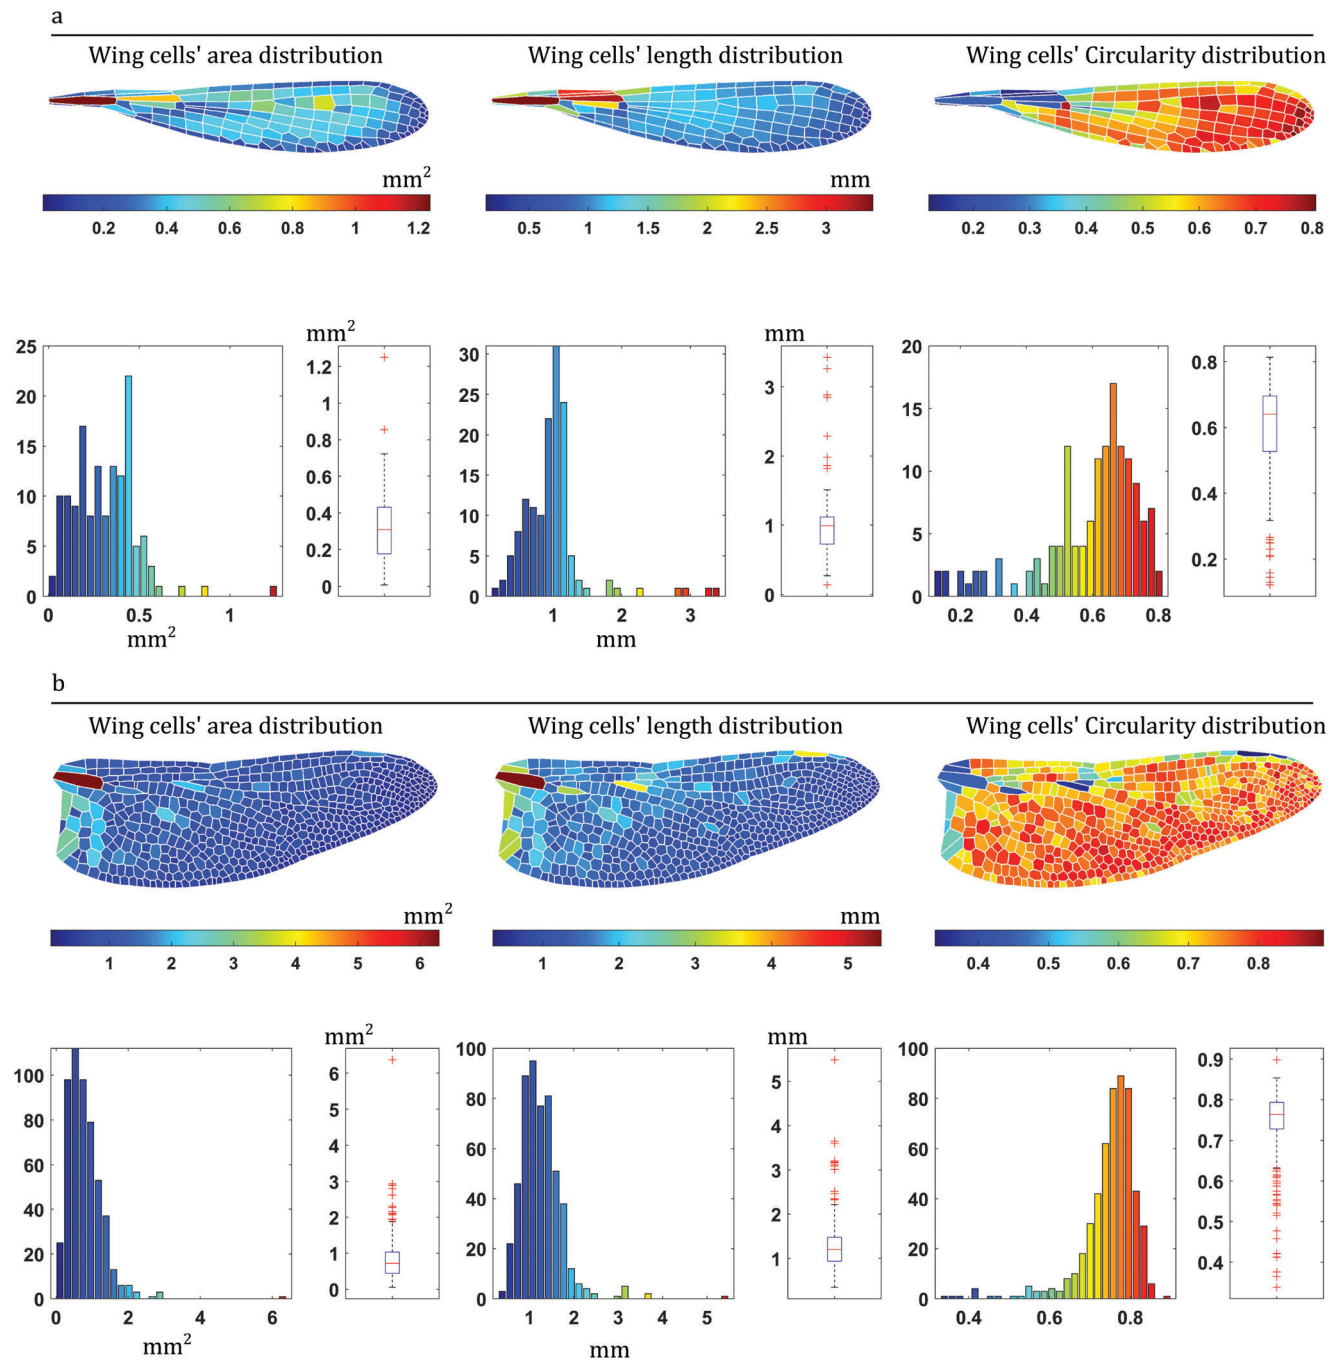 a
Wing cells' area distribution Wing cells' length distribution Wing cells' Circularity distribution
mm² mm
0.2 0.4 0.6 0.8 1 1.2 0.5 1 1.5 2 2.5 3 0.2 0.3 0.4 0.5 0.6 0.7 0.8
mm² mm
25 20 15 10 5 0
0 0.5 1
mm²
1.2 1 0.8 0.6 0.4 0.2 0
30 25 20 15 10 5 0
1 2 3
mm
3 2 1 0
20 15 10 5 0
0.2 0.4 0.6 0.8
0.8 0.6 0.4 0.2
b
Wing cells' area distribution Wing cells' length distribution Wing cells' Circularity distribution
mm² mm
1 2 3 4 5 6 1 2 3 4 5 0.4 0.5 0.6 0.7 0.8
mm² mm
100 80 60 40 20 0
0 2 4 6
mm²
6 5 4 3 2 1 0
100 80 60 40 20 0
1 2 3 4 5
mm
5 4 3 2 1
100 80 60 40 20 0
0.4 0.6 0.8
0.9 0.8 0.7 0.6 0.5 0.4